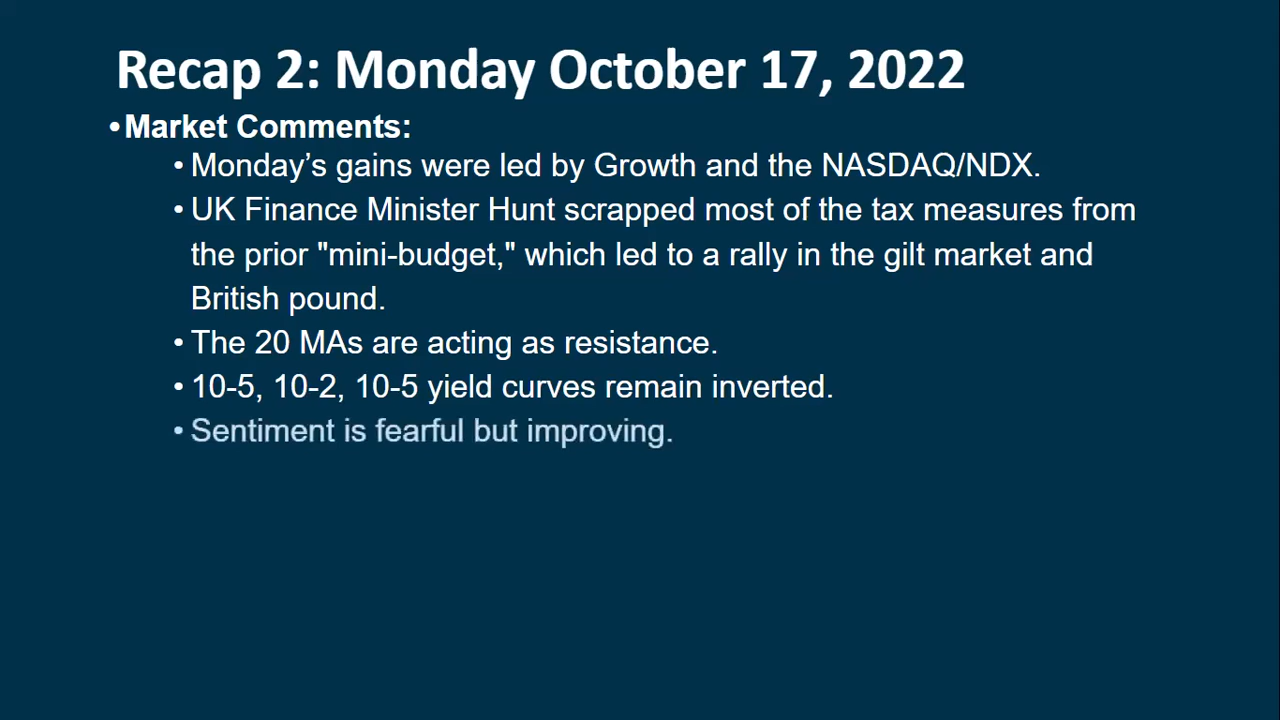 Recap 2: Monday October 17, 2022
•Market Comments:
• Monday’s gains were led by Growth and the NASDAQ/NDX.
• UK Finance Minister Hunt scrapped most of the tax measures from
the prior "mini-budget," which led to a rally in the gilt market and
British pound.
• The 20 MAs are acting as resistance.
• 10-5, 10-2, 10-5 yield curves remain inverted.
• Sentiment is fearful but improving.